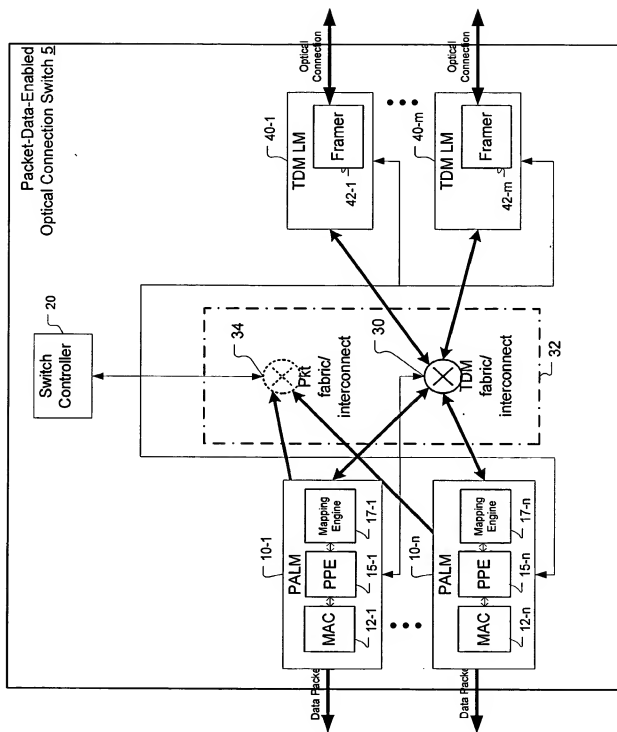 Packet-Data-Enabled
Optical Connection Switch 5
Optical
Connection
Optical
Connection
40-1
TDM LM
Framer
42-1
40-m
TDM LM
Framer
42-m
20
Switch
Controller
34
Pkt
fabric/
interconnect
30
TDM
fabric/
interconnect
32
10-1
PALM
Mapping
Engine
17-1
PPE
15-1
MAC
12-1
10-n
PALM
Mapping
Engine
17-n
PPE
15-n
MAC
12-n
Data Packet
Data Packet